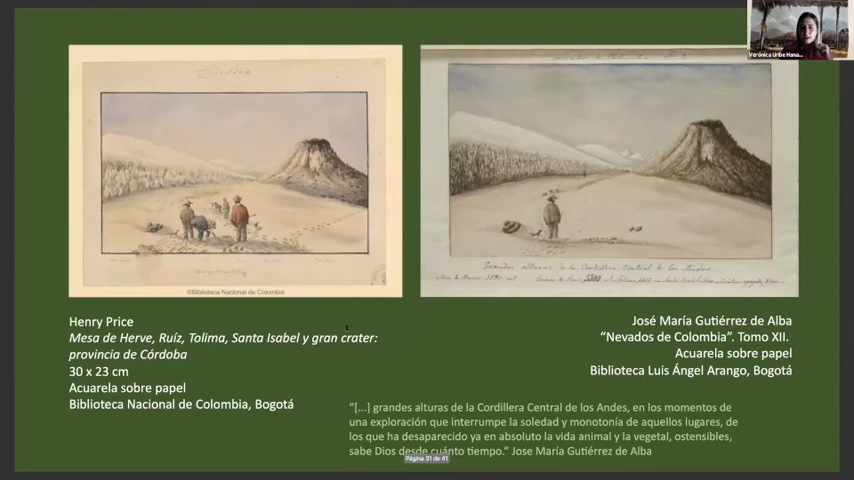 Verónica Uribe Hana...
©Biblioteca Nacional de Colombia
Grandes alturas de la Cordillera Central de los Andes.
Henry Price
Mesa de Herve, Ruíz, Tolima, Santa Isabel y gran crater:
provincia de Córdoba
30 x 23 cm
Acuarela sobre papel
Biblioteca Nacional de Colombia, Bogotá
José María Gutiérrez de Alba
“Nevados de Colombia”. Tomo XII.
Acuarela sobre papel
Biblioteca Luis Ángel Arango, Bogotá
“[...] grandes alturas de la Cordillera Central de los Andes, en los momentos de
una exploración que interrumpe la soledad y monotonía de aquellos lugares, de
los que ha desaparecido ya en absoluto la vida animal y la vegetal, ostensibles,
sabe Dios desde cuánto tiempo.” Jose María Gutiérrez de Alba
Página 31 de 41